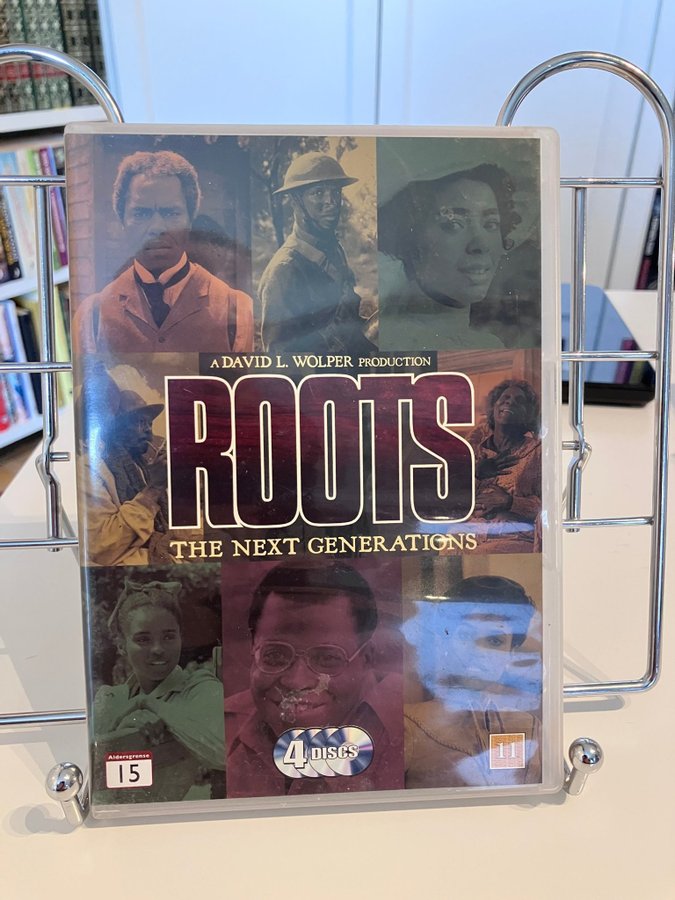 A DAVID L. WOLPER PRODUCTION
ROOTS
THE NEXT GENERATIONS
4 DISCS
Aldersgrense
15
11